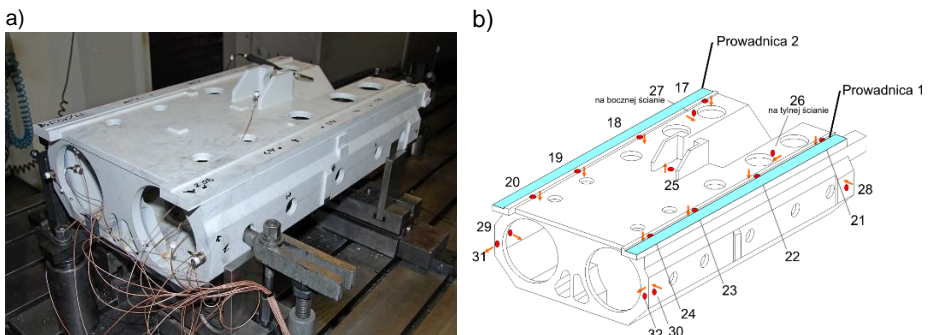 a)
b)
Prowadnica 2
27
17
na bocznej ścianie
26
na tylnej ścianie
Prowadnica 1
18
19
20
25
28
29
21
31
22
23
24
32
30